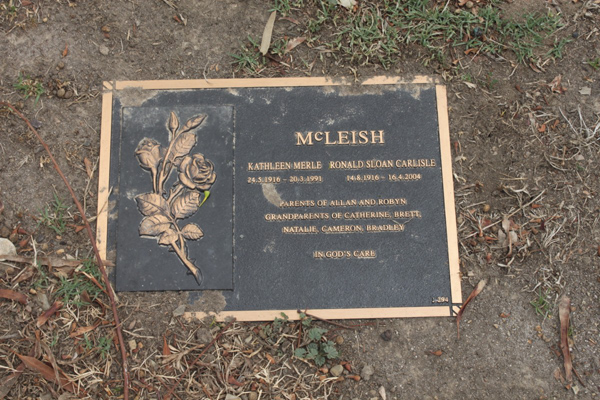 McLEISH
KATHLEEN MERLE RONALD SLOAN CARLISLE
24.5.1916 - 20.3.1991 14.8.1916 - 16.4.2004
PARENTS OF ALLAN AND ROBYN
GRANDPARENTS OF CATHERINE, BRETT,
NATALIE, CAMERON, BRADLEY
IN GOD'S CARE